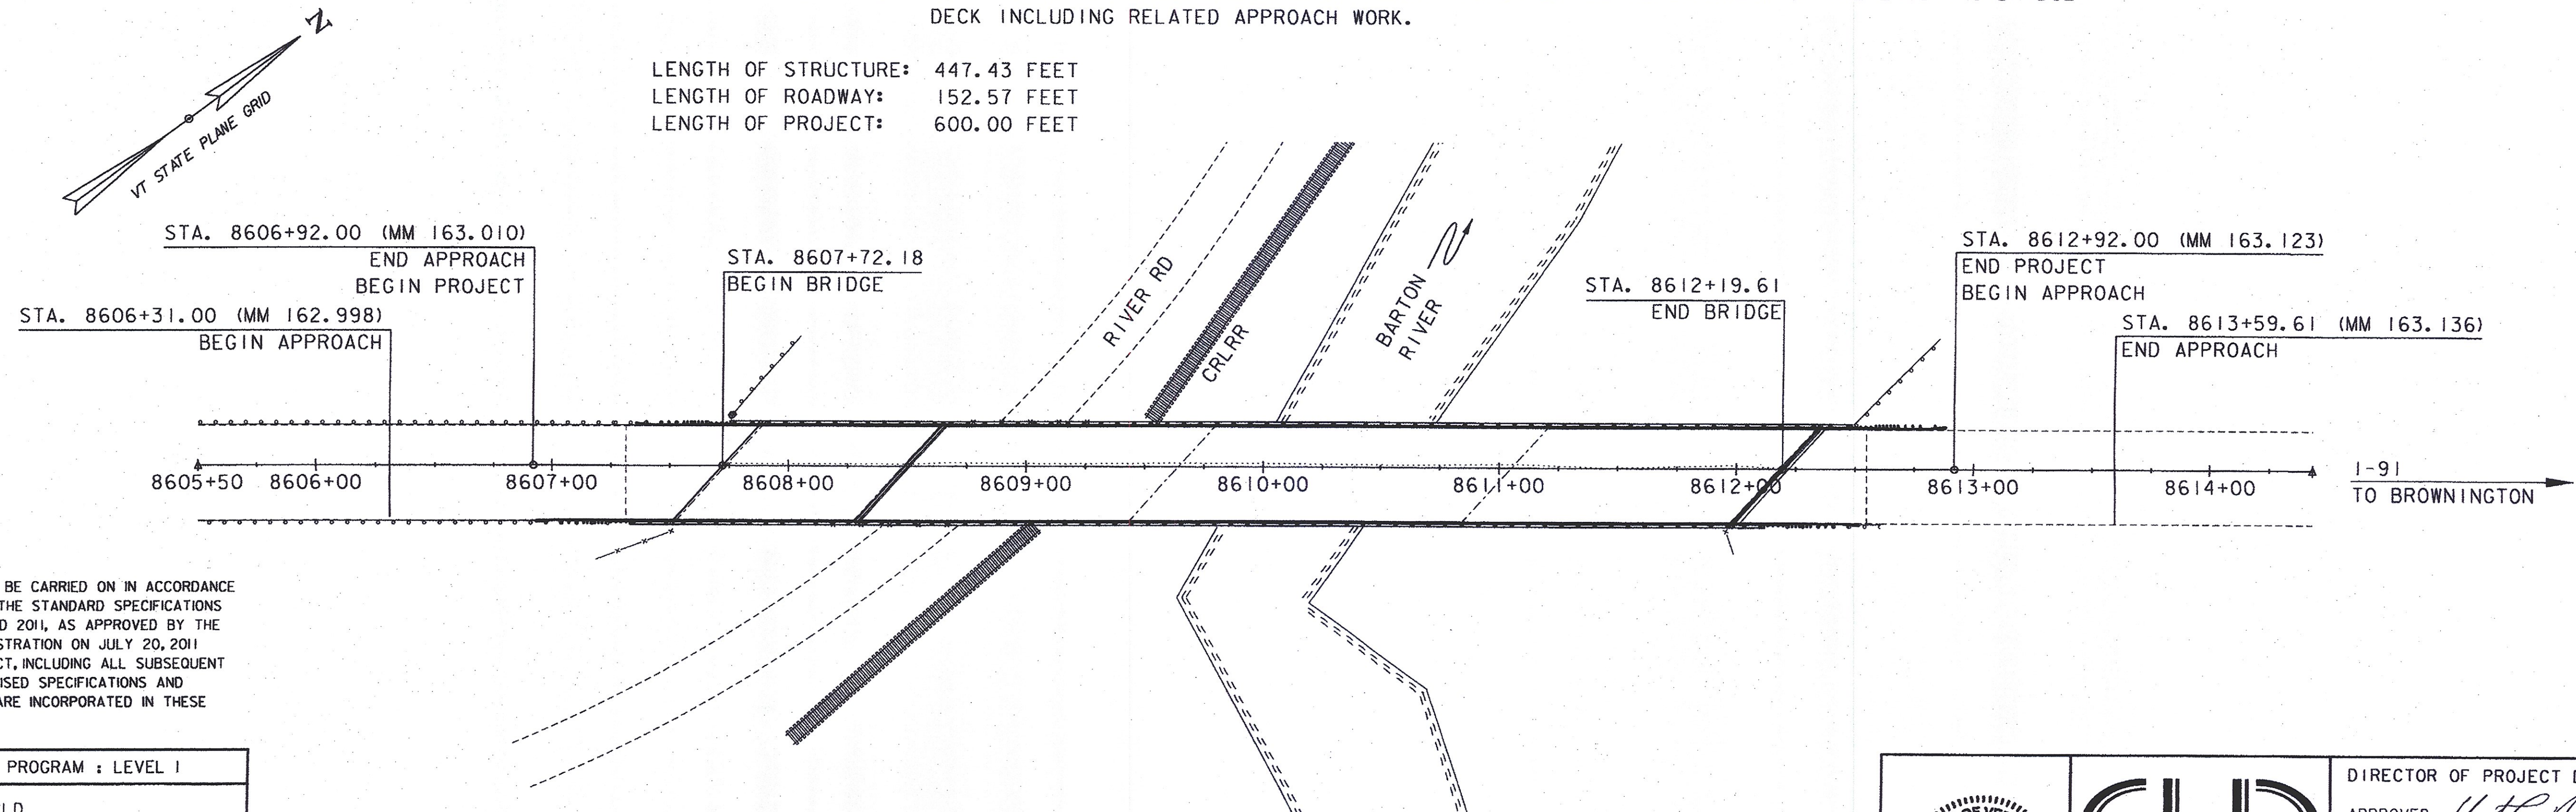 DECK INCLUDING RELATED APPROACH WORK.
N
VT STATE PLANE GRID
LENGTH OF STRUCTURE: 447.43 FEET
LENGTH OF ROADWAY: 152.57 FEET
LENGTH OF PROJECT: 600.00 FEET
STA. 8606+92.00 (MM 163.010)
END APPROACH
BEGIN PROJECT
STA. 8606+31.00 (MM 162.998)
BEGIN APPROACH
STA. 8607+72.18
BEGIN BRIDGE
RIVER RD
CRLRR
BARTON
RIVER
STA. 8612+19.61
END BRIDGE
STA. 8612+92.00 (MM 163.123)
END PROJECT
BEGIN APPROACH
STA. 8613+59.61 (MM 163.136)
END APPROACH
8605+50 8606+00 8607+00 8608+00 8609+00 8610+00 8611+00 8612+00 8613+00 8614+00
I-91
TO BROWNINGTON
BE CARRIED ON IN ACCORDANCE
THE STANDARD SPECIFICATIONS
D 2011, AS APPROVED BY THE
STRATION ON JULY 20, 2011
CT, INCLUDING ALL SUBSEQUENT
ISED SPECIFICATIONS AND
ARE INCORPORATED IN THESE
PROGRAM : LEVEL I
LD
DIRECTOR OF PROJECT
APPROVED